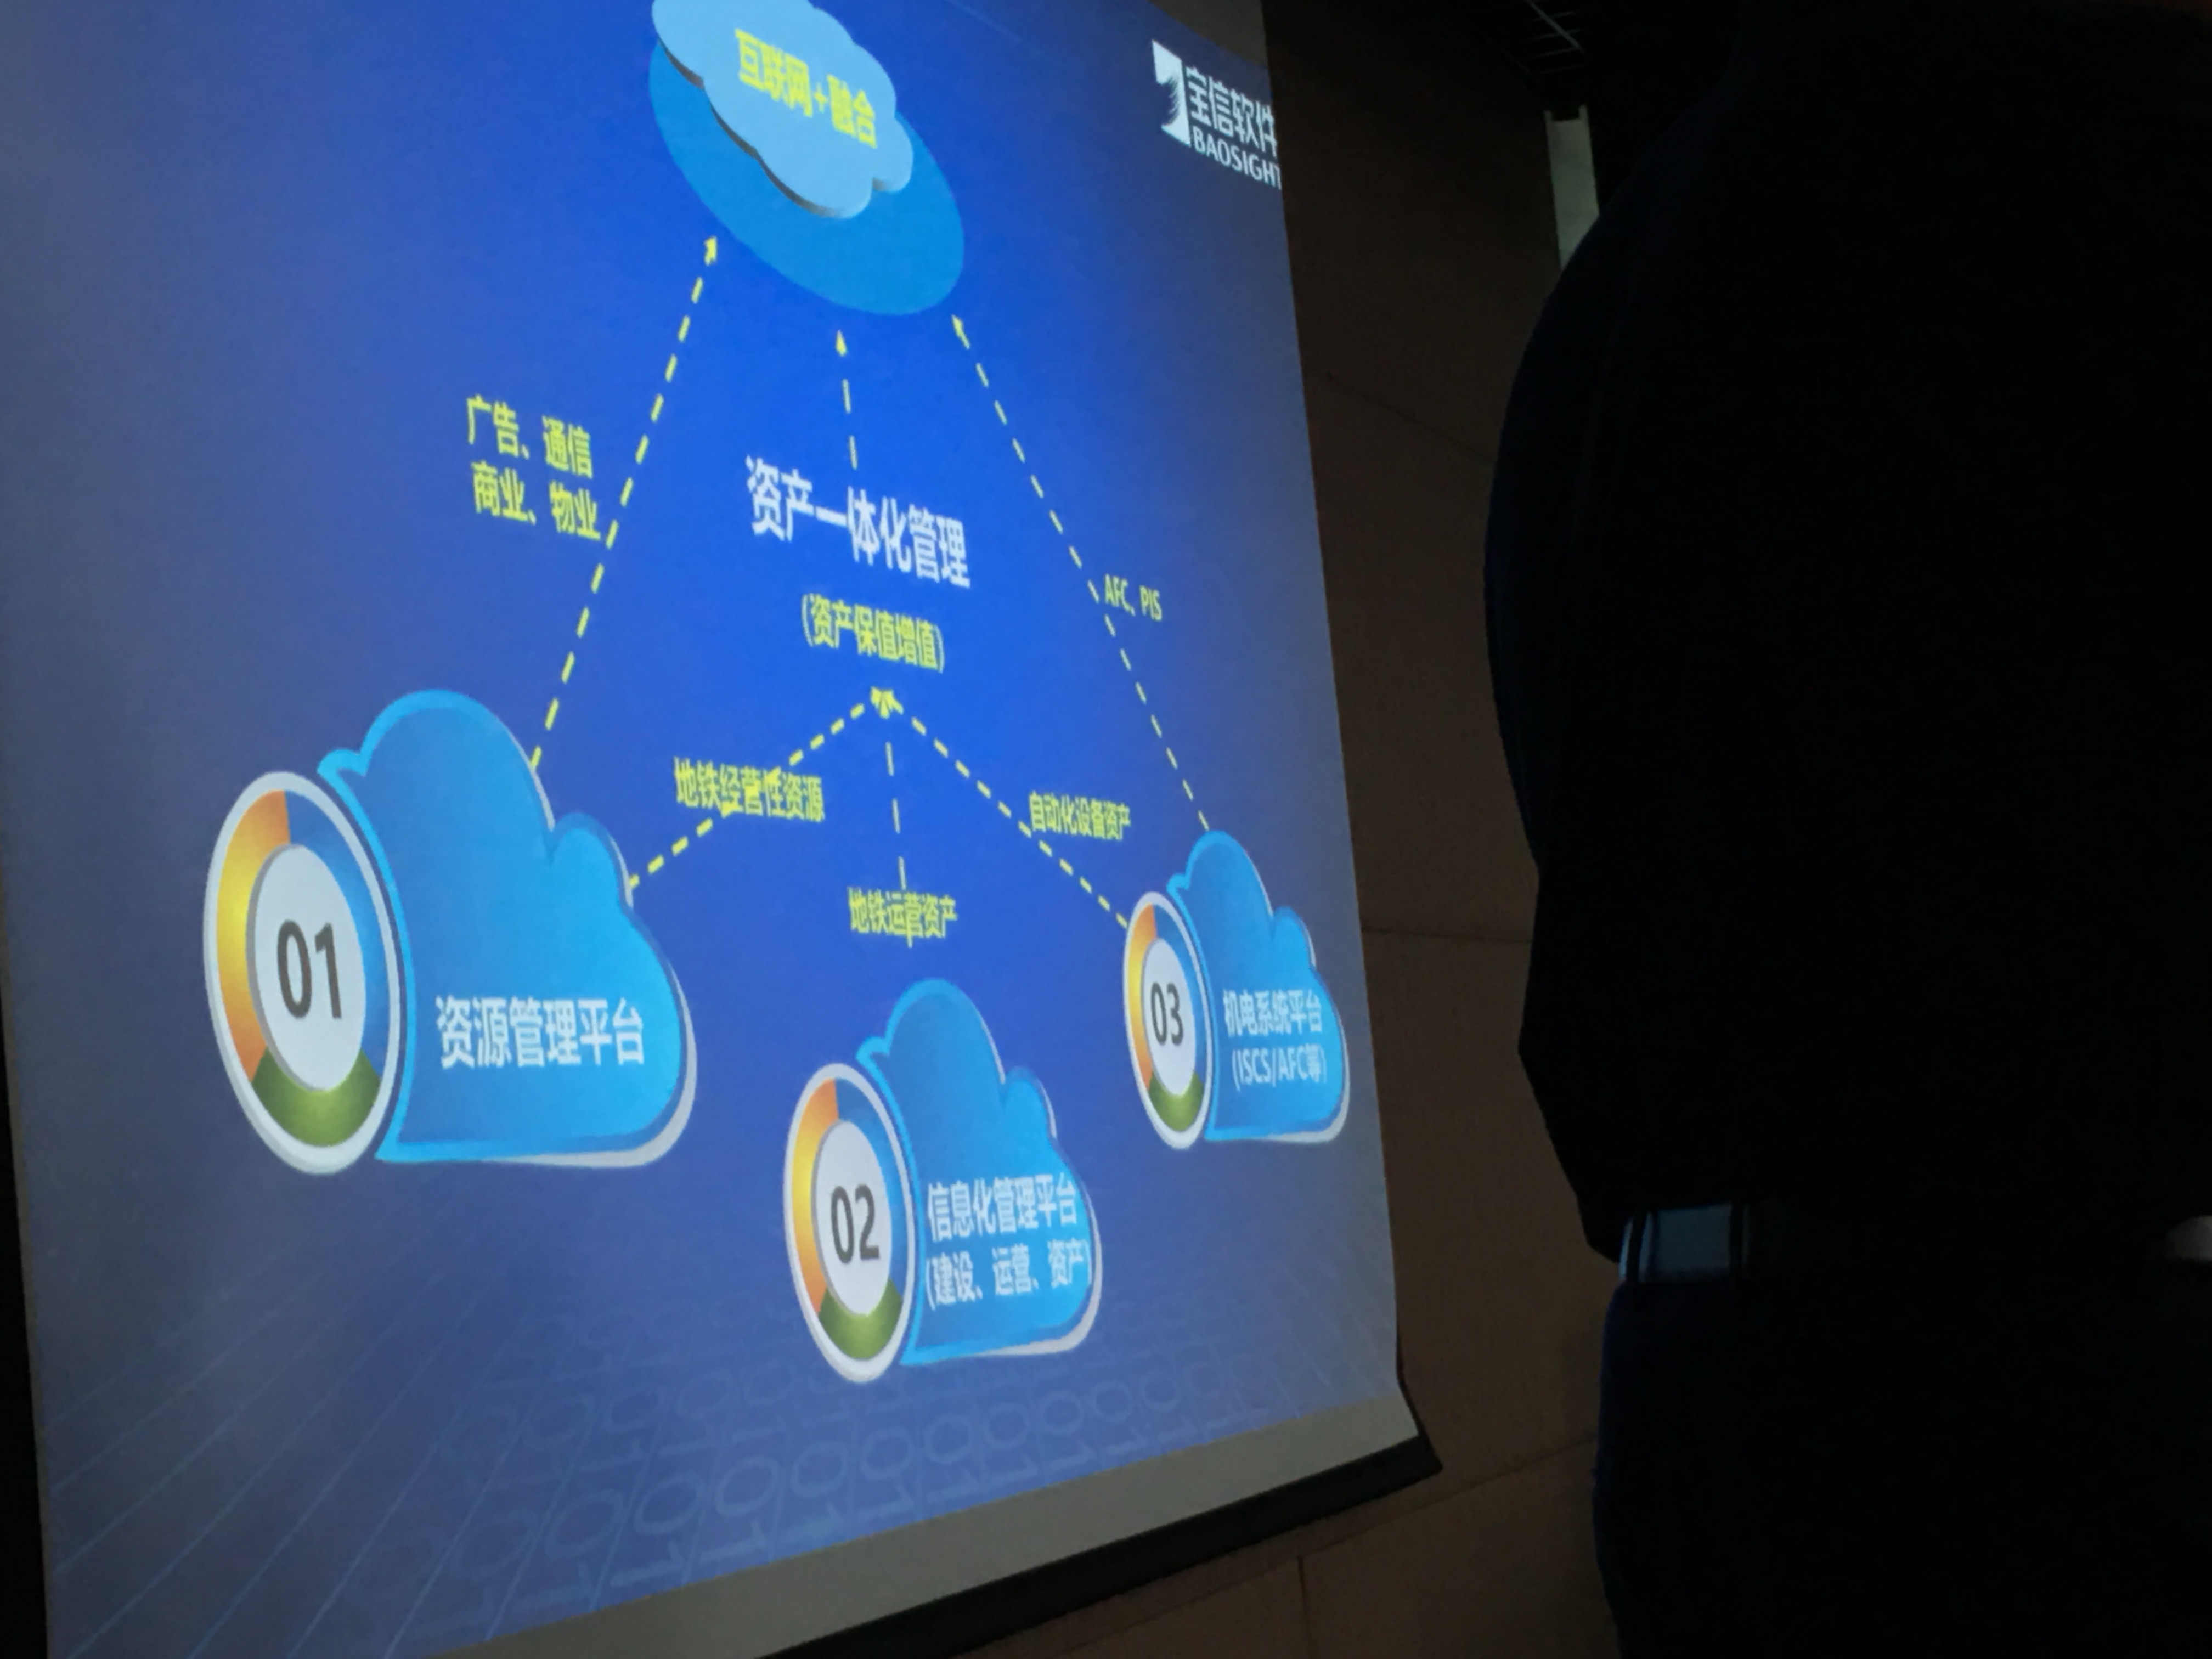 互联网+融合
宝信软件
BAOSIGHT
广告、通信
商业、物业
资产一体化管理
(资产保值增值)
AFC、PIS
地铁经营性资源
自动化设备资产
地铁运营资产
01
资源管理平台
03
机电系统平台
(ISCS/AFC等)
02
信息化管理平台
(建设、运营、资产)